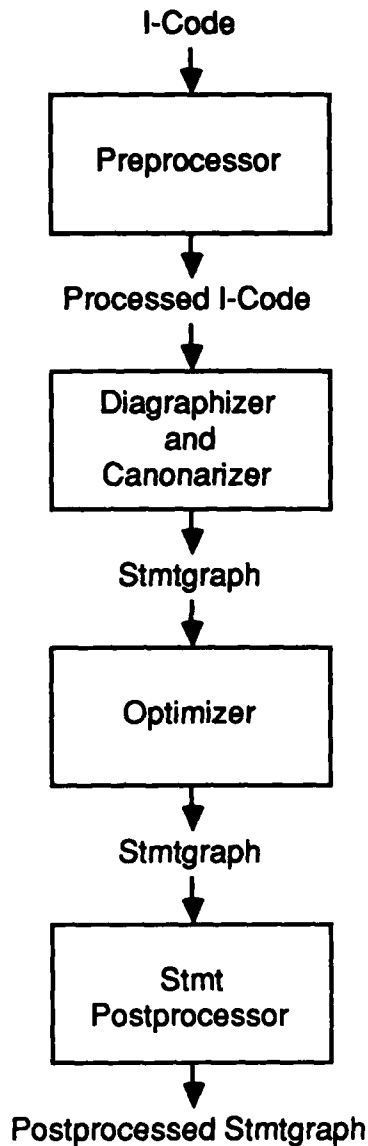 I-Code
Preprocessor
Processed I-Code
Diagraphizer
and
Canonarizer
Stmtgraph
Optimizer
Stmtgraph
Stmt
Postprocessor
Postprocessed Stmtgraph